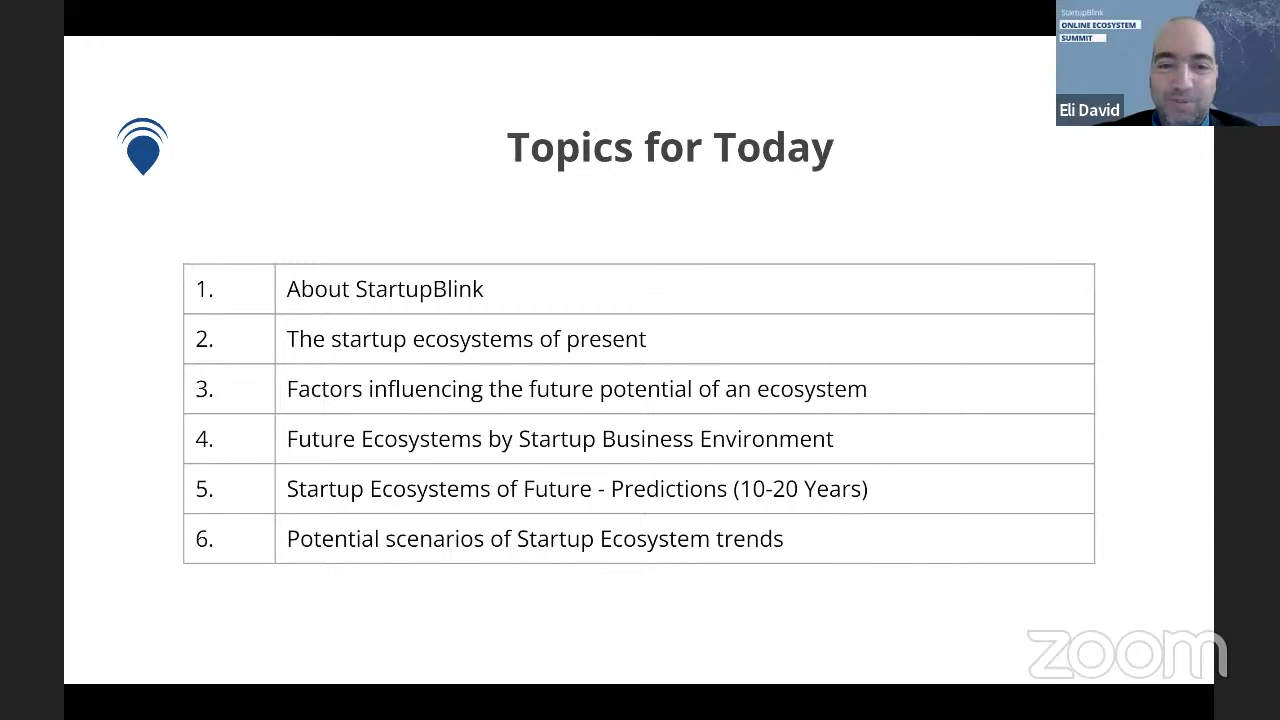 StartupBlink
ONLINE ECOSYSTEM
SUMMIT
Eli David
Topics for Today
1. About StartupBlink
2. The startup ecosystems of present
3. Factors influencing the future potential of an ecosystem
4. Future Ecosystems by Startup Business Environment
5. Startup Ecosystems of Future - Predictions (10-20 Years)
6. Potential scenarios of Startup Ecosystem trends
zoom